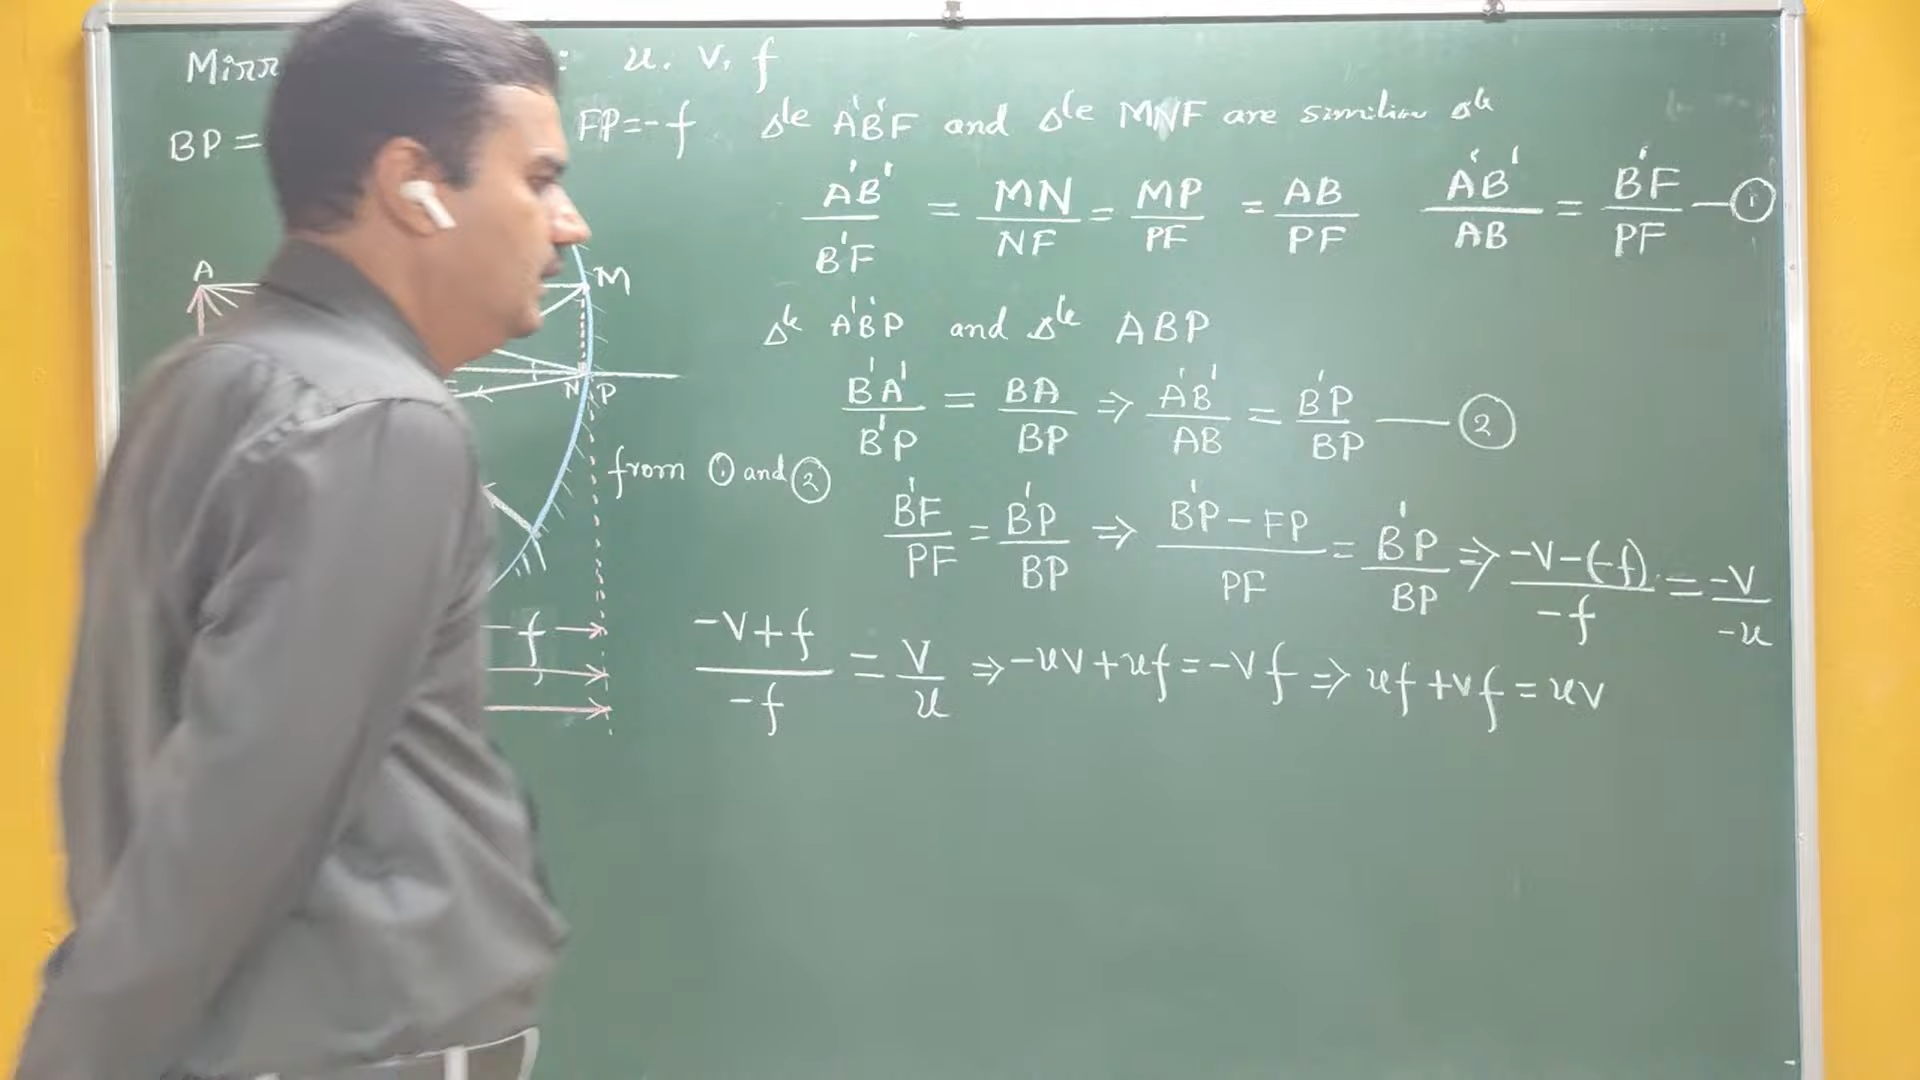 Mirr : u. v. f
BP = FP=-f Δle A'B'F and Δle MNF are similar Δle
A'B'/B'F = MN/NF = MP/PF = AB/PF A'B'/AB = B'F/PF — ①
A M
Δle A'B'P and Δle ABP
N P
B'A'/B'P = BA/BP ⇒ A'B'/AB = B'P/BP — ②
from ① and ②
B'F/PF = B'P/BP ⇒ B'P-FP/PF = B'P/BP ⇒ -v-(-f)/-f = -v/-u
f
-v+f/-f = v/u ⇒ -uv+uf=-vf ⇒ uf+vf=uv